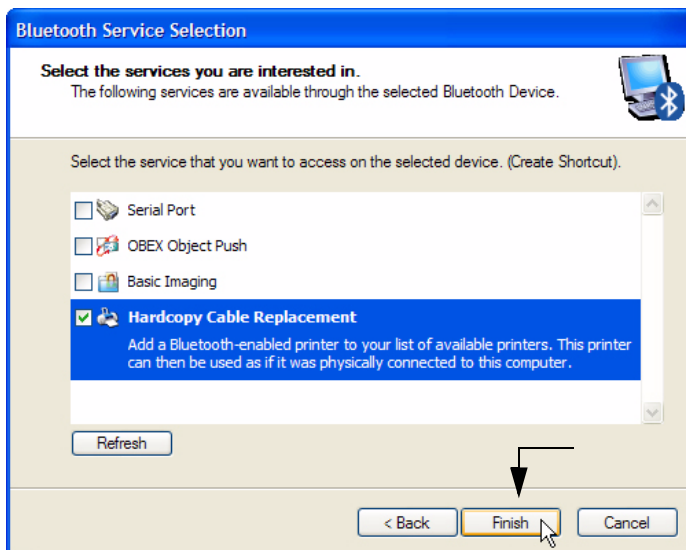 Bluetooth Service Selection
Select the services you are interested in.
The following services are available through the selected Bluetooth Device.
Select the service that you want to access on the selected device. (Create Shortcut).
Serial Port
OBEX Object Push
Basic Imaging
Hardcopy Cable Replacement
Add a Bluetooth-enabled printer to your list of available printers. This printer
can then be used as if it was physically connected to this computer.
Refresh
< Back
Finish
Cancel